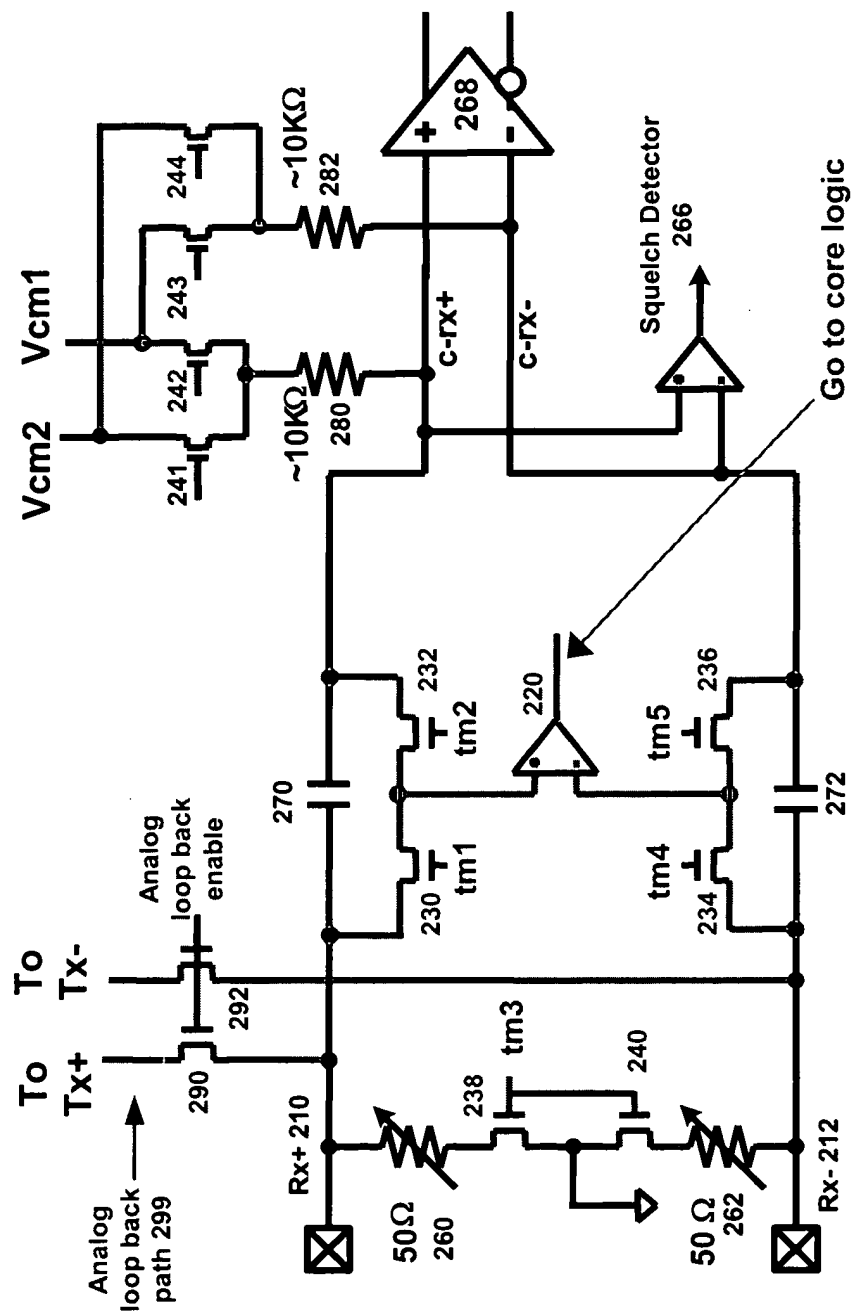 To
Tx+
To
Tx-
Analog
loop back
path 299
290
292
Analog
loop back
enable
Vcm2
Vcm1
241
242
243
244
~10KΩ
280
~10KΩ
282
c-rx+
c-rx-
+
-
268
Squelch Detector
266
Go to core logic
Rx+ 210
50Ω
260
238
tm3
240
50 Ω
262
Rx- 212
270
230
tm1
232
tm2
220
tm4
234
tm5
236
272